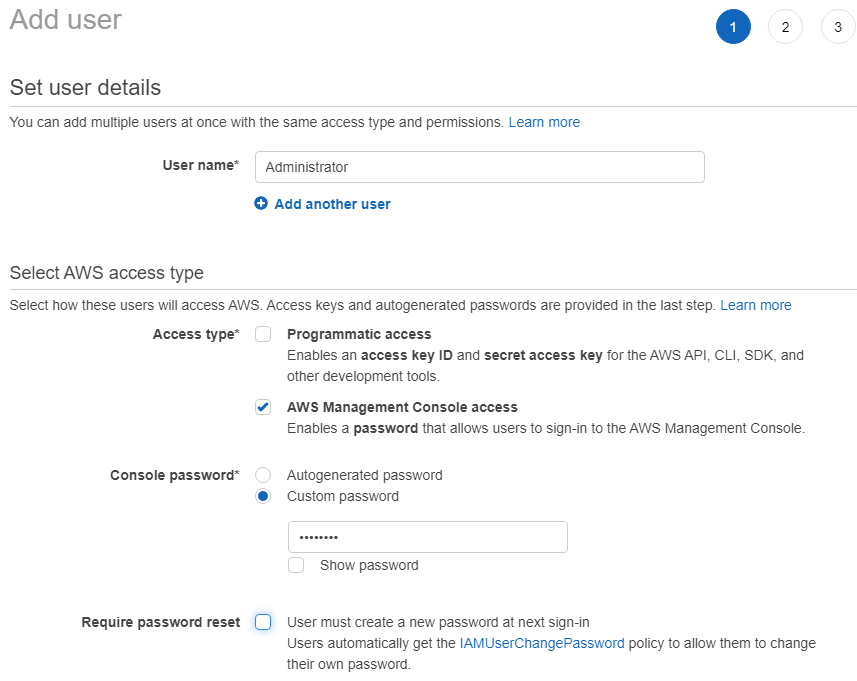 Add user
1 2 3
Set user details
You can add multiple users at once with the same access type and permissions. Learn more
User name* Administrator
Add another user
Select AWS access type
Select how these users will access AWS. Access keys and autogenerated passwords are provided in the last step. Learn more
Access type* Programmatic access
Enables an access key ID and secret access key for the AWS API, CLI, SDK, and
other development tools.
AWS Management Console access
Enables a password that allows users to sign-in to the AWS Management Console.
Console password* Autogenerated password
Custom password
••••••••
Show password
Require password reset User must create a new password at next sign-in
Users automatically get the IAMUserChangePassword policy to allow them to change
their own password.